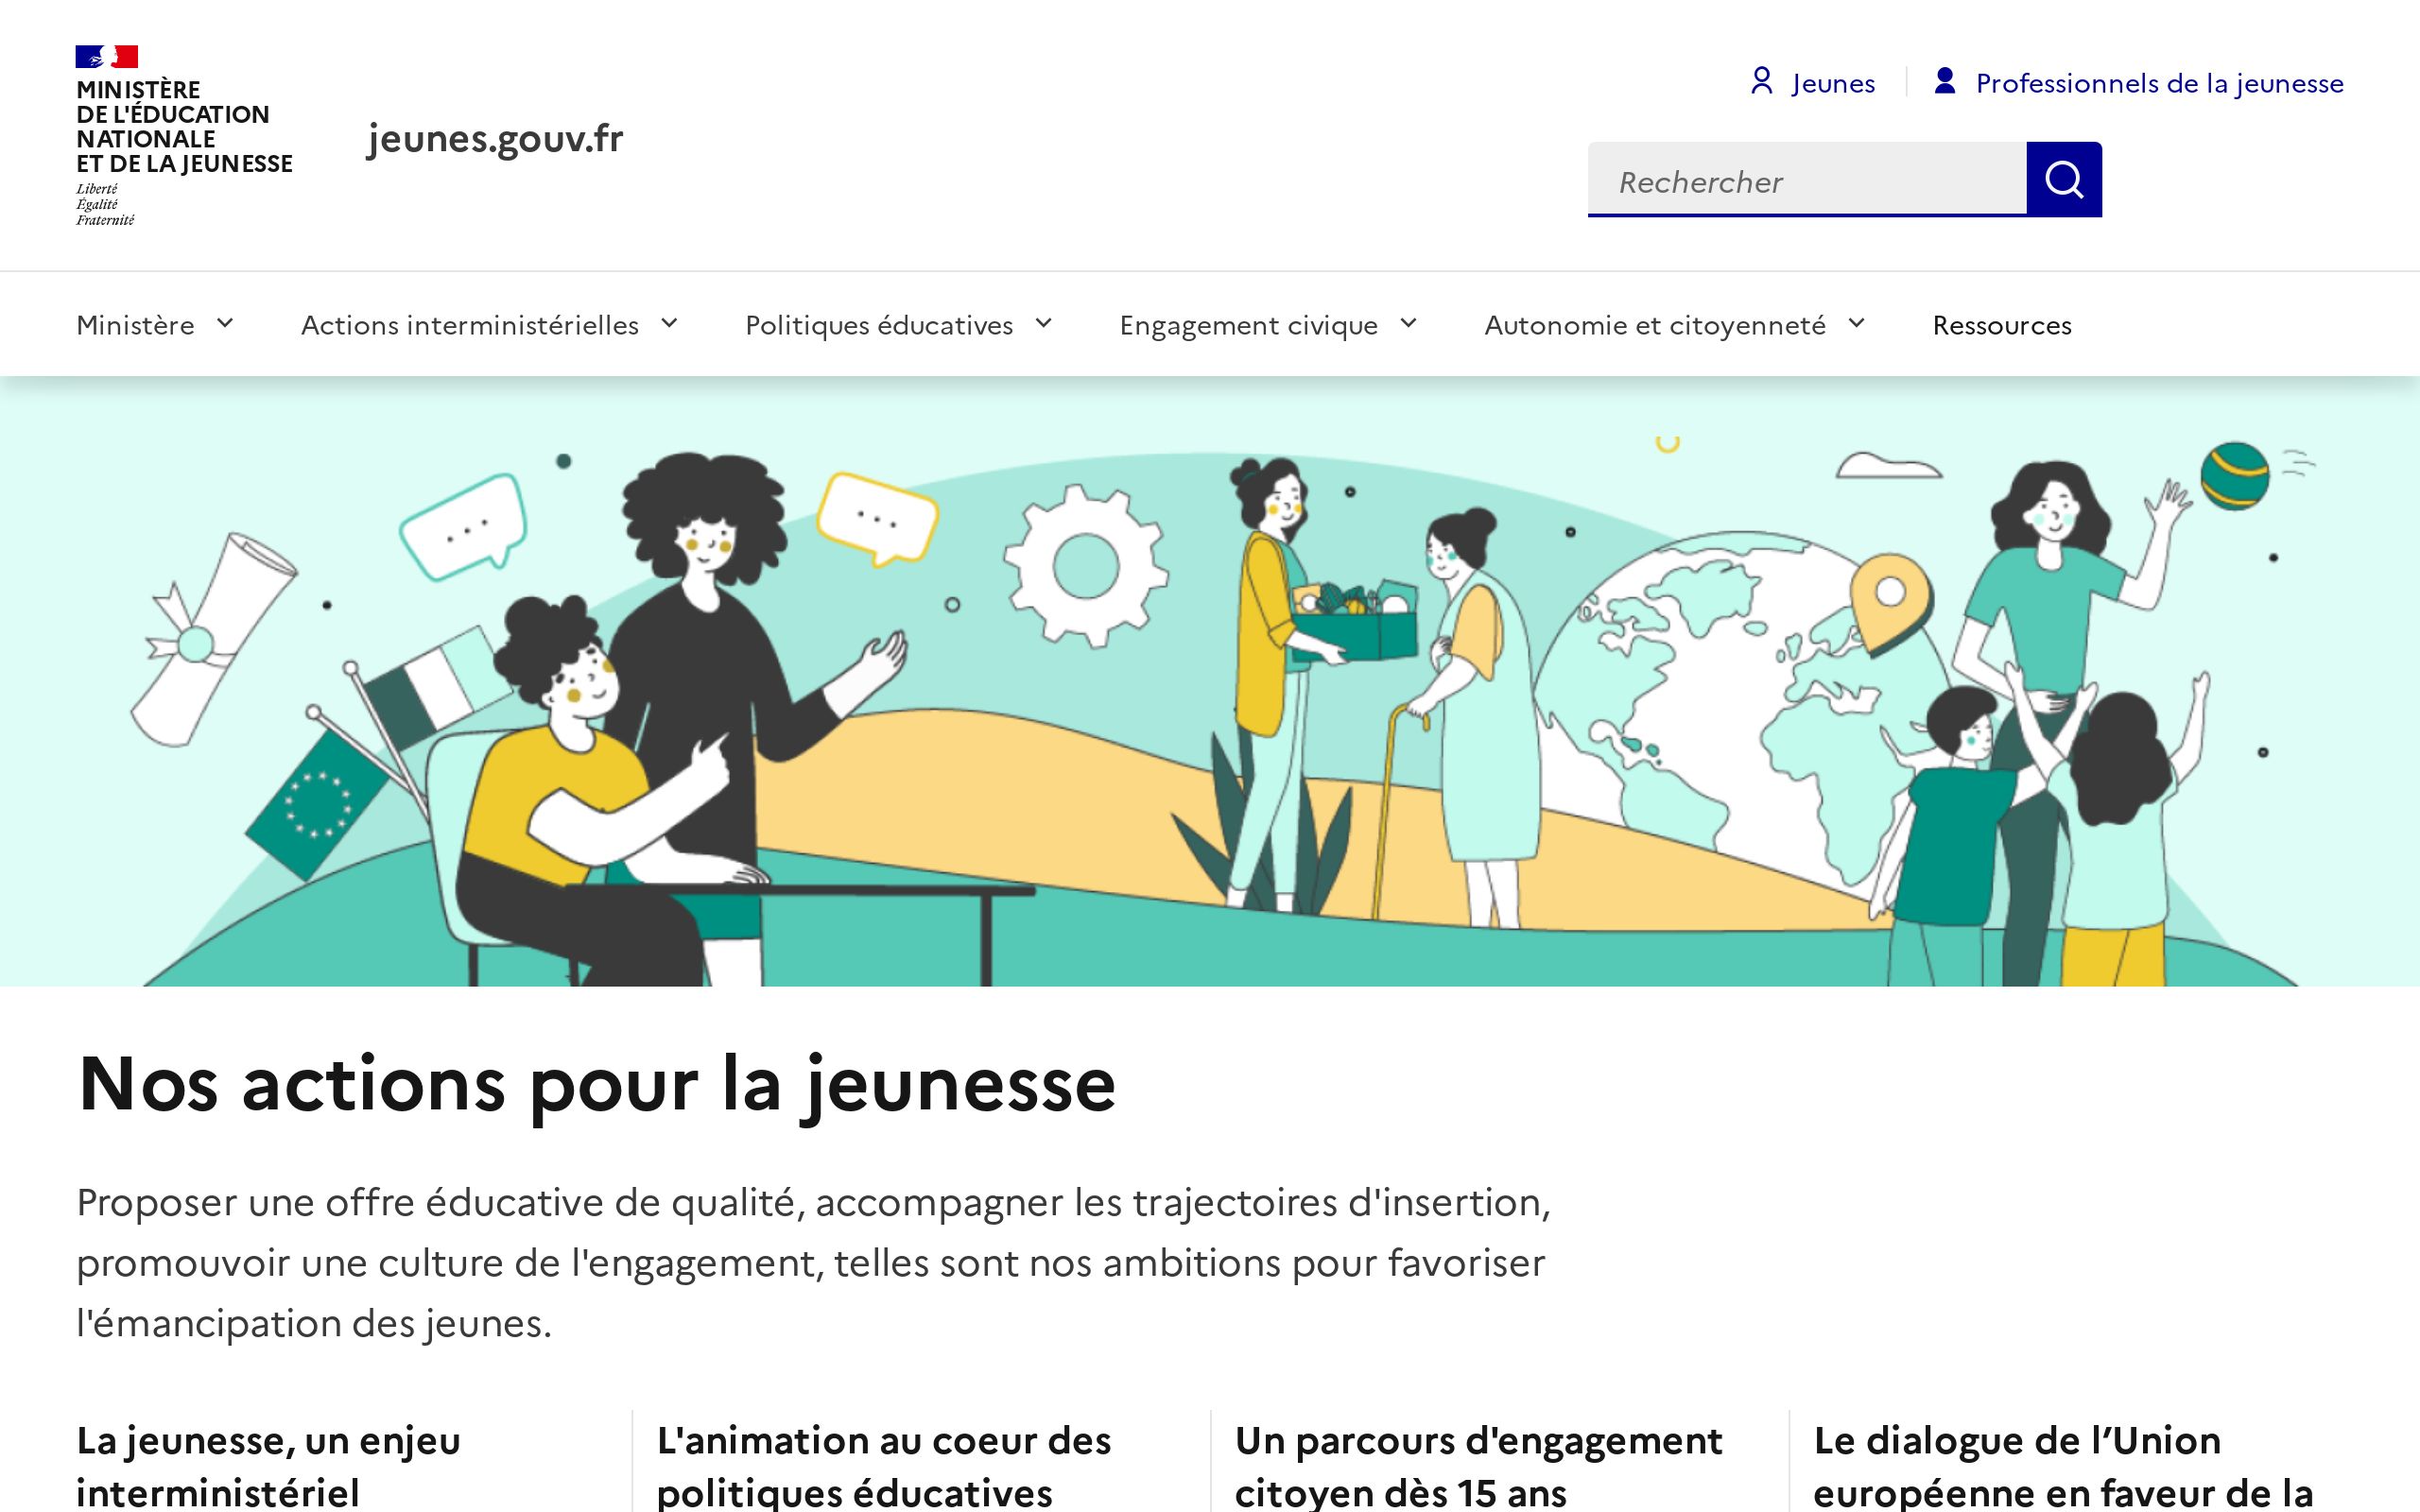 MINISTÈRE
DE L'ÉDUCATION
NATIONALE
ET DE LA JEUNESSE
Liberté
Égalité
Fraternité
jeunes.gouv.fr
Jeunes
Professionnels de la jeunesse
Rechercher
Ministère
Actions interministérielles
Politiques éducatives
Engagement civique
Autonomie et citoyenneté
Ressources
Nos actions pour la jeunesse
Proposer une offre éducative de qualité, accompagner les trajectoires d'insertion,
promouvoir une culture de l'engagement, telles sont nos ambitions pour favoriser
l'émancipation des jeunes.
La jeunesse, un enjeu
interministériel
L'animation au coeur des
politiques éducatives
Un parcours d'engagement
citoyen dès 15 ans
Le dialogue de l’Union
européenne en faveur de la